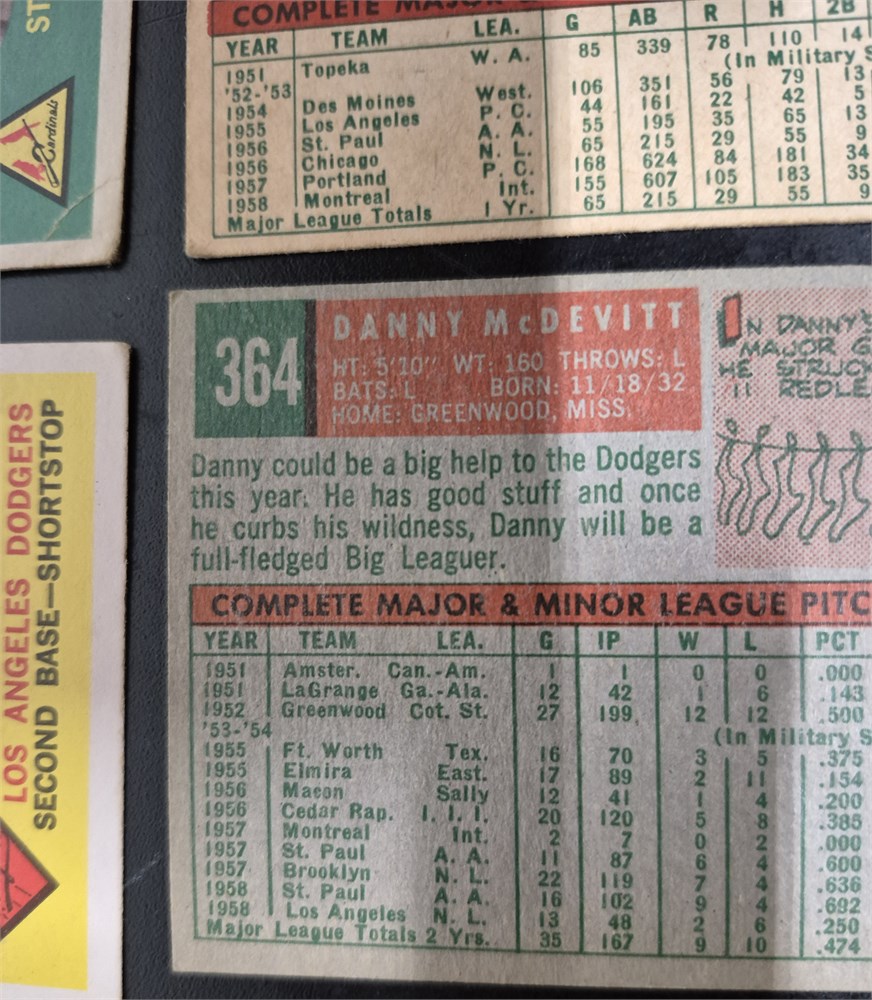 ST
Cardinals
COMPLETE MAJOR &
YEAR TEAM LEA. G AB R H 2B
1951 Topeka W. A. 85 339 78 110 14
'52-'53 (In Military S
1954 Des Moines West. 106 351 56 79 13
1955 Los Angeles P. C. 44 161 22 42 5
1956 St. Paul A. A. 55 195 35 65 13
1956 Chicago N. L. 65 215 29 55 9
1957 Portland P. C. 168 624 84 181 34
1958 Montreal Int. 155 607 105 183 35
Major League Totals 1 Yr. 65 215 29 55 9
LOS ANGELES DODGERS
SECOND BASE—SHORTSTOP
364
DANNY McDEVITT
HT: 5'10" WT: 160 THROWS: L
BATS: L BORN: 11/18/32
HOME: GREENWOOD, MISS.
IN DANNY'S
MAJOR G
HE STRUCK
11 REDLE
Danny could be a big help to the Dodgers
this year. He has good stuff and once
he curbs his wildness, Danny will be a
full-fledged Big Leaguer.
COMPLETE MAJOR & MINOR LEAGUE PITC
YEAR TEAM LEA. G IP W L PCT
1951 Amster. Can.-Am. 1 1 0 0 .000
1951 LaGrange Ga.-Ala. 12 42 1 6 .143
1952 Greenwood Cot. St. 27 199 12 12 .500
'53-'54 (In Military S
1955 Ft. Worth Tex. 16 70 3 5 .375
1955 Elmira East. 17 89 2 11 .154
1956 Macon Sally 12 41 1 4 .200
1956 Cedar Rap. I. I. I. 20 120 5 8 .385
1957 Montreal Int. 2 7 0 2 .000
1957 St. Paul A. A. 11 87 6 4 .600
1957 Brooklyn N. L. 22 119 7 4 .636
1958 St. Paul A. A. 16 102 9 4 .692
1958 Los Angeles N. L. 13 48 2 6 .250
Major League Totals 2 Yrs. 35 167 9 10 .474